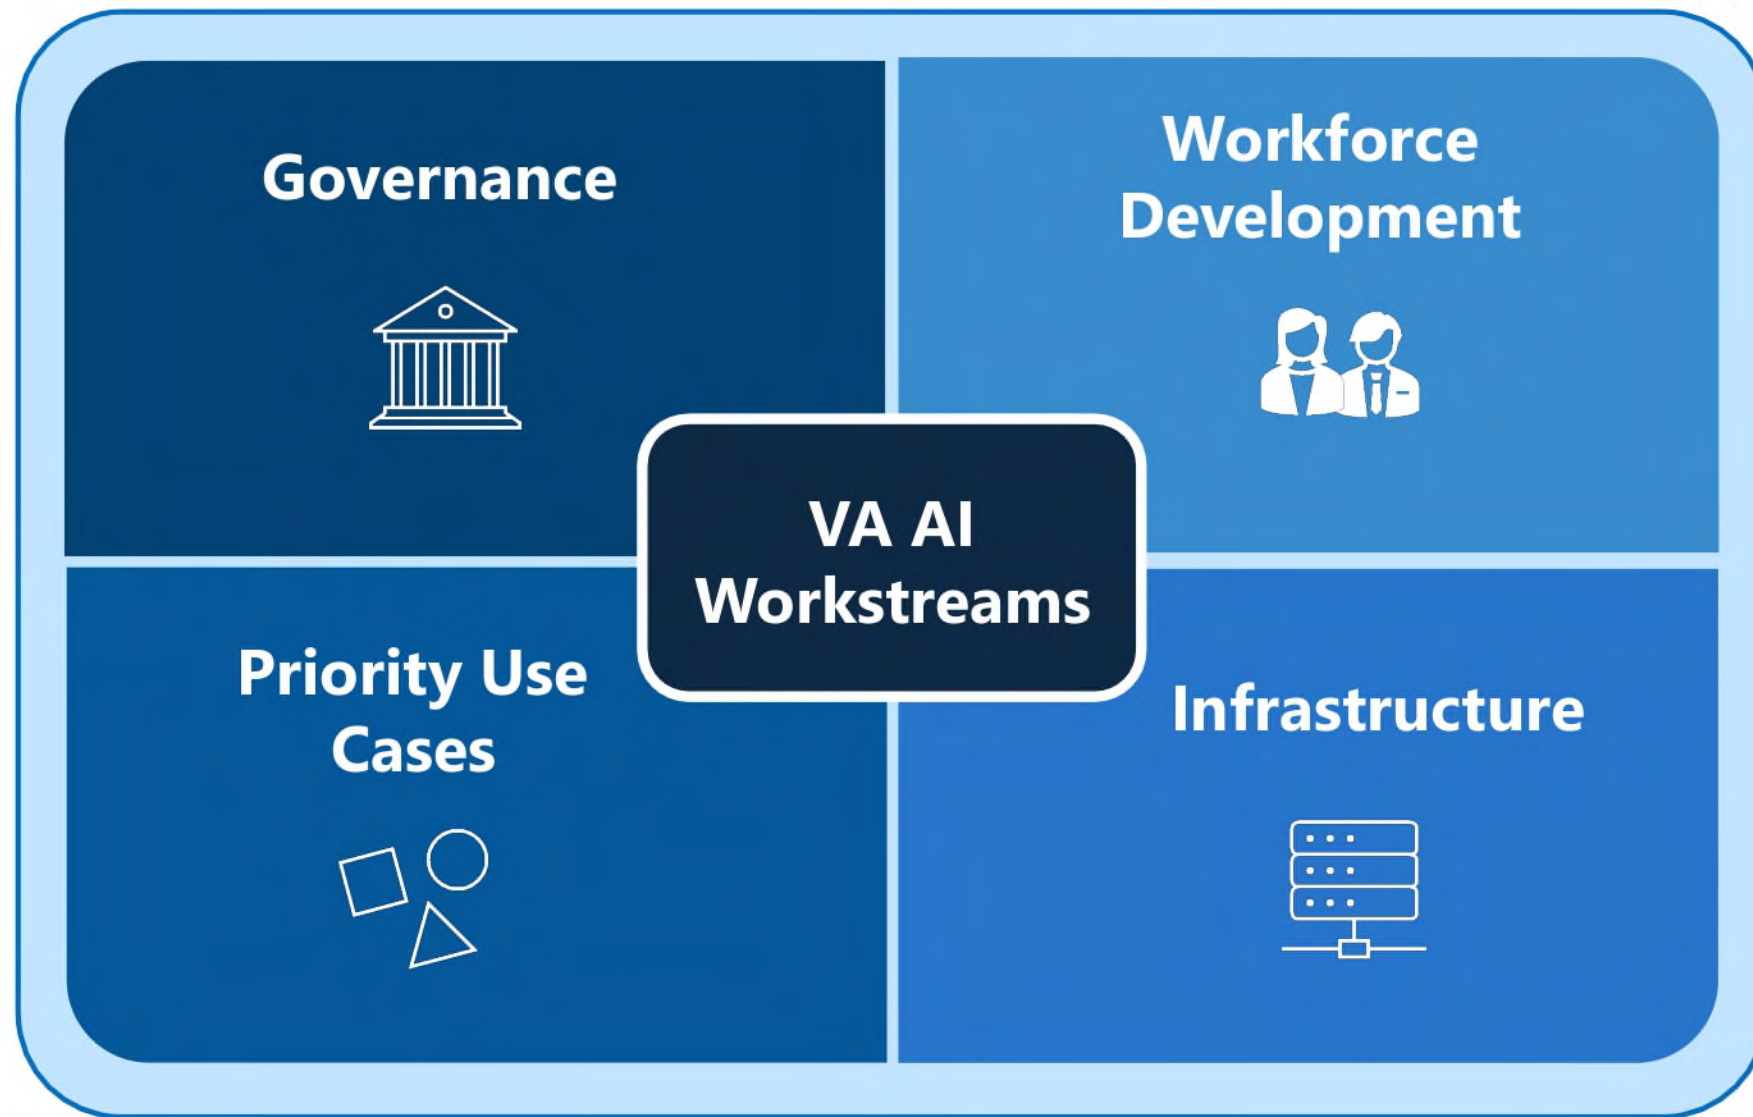 Governance
Workforce
Development
VA AI
Workstreams
Priority Use
Cases
Infrastructure